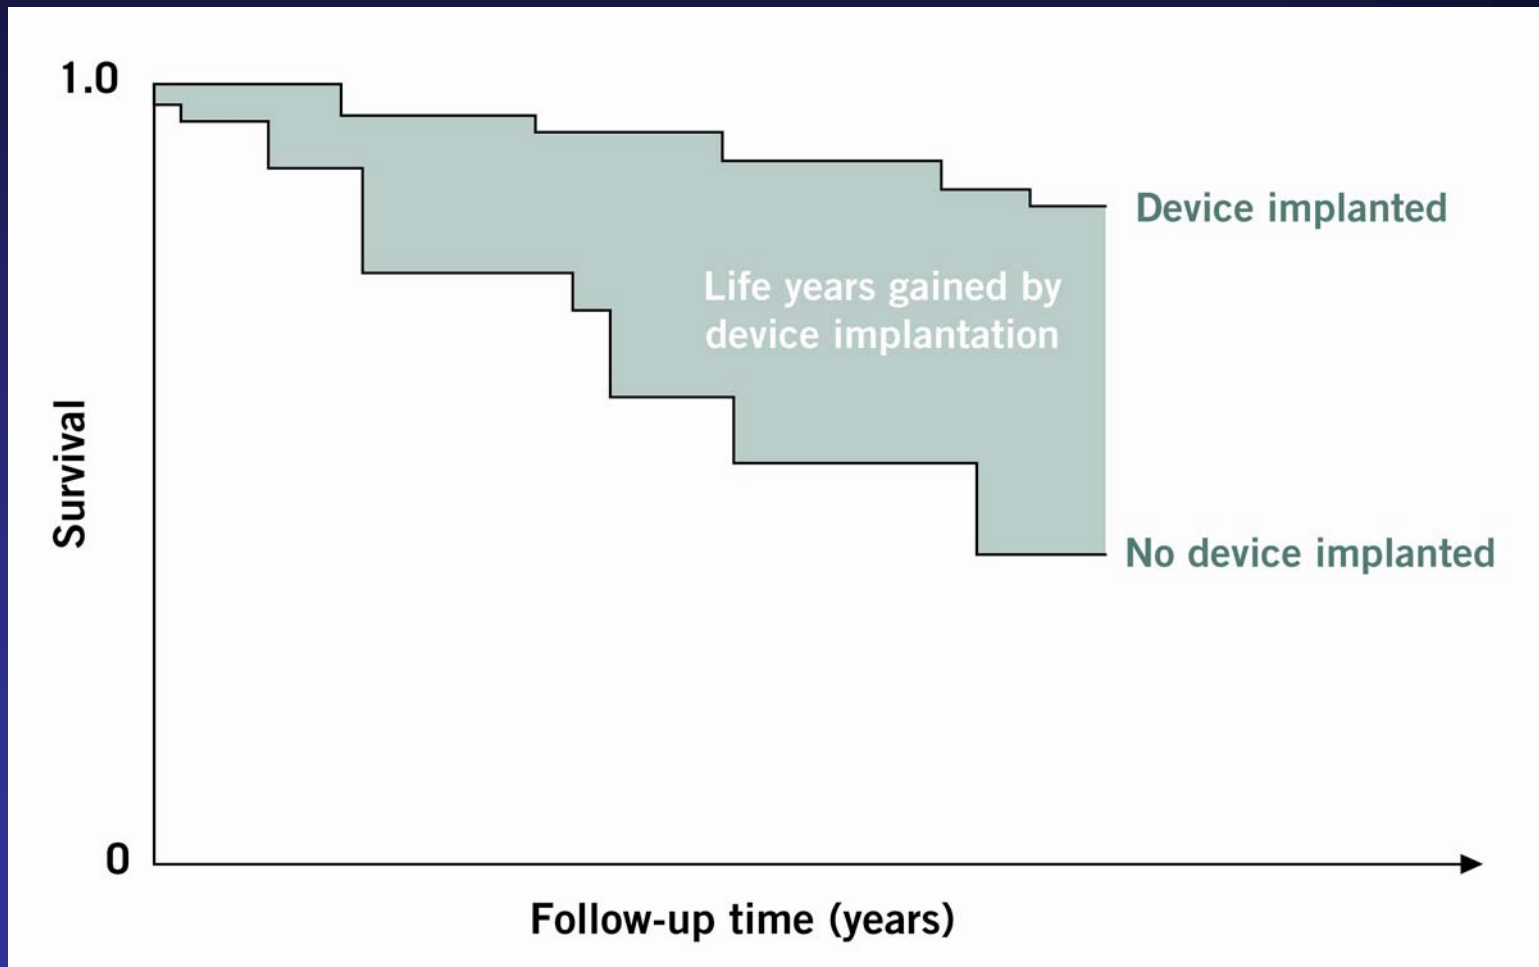 1.0
Device implanted
Life years gained by
device implantation
Survival
No device implanted
0
Follow-up time (years)